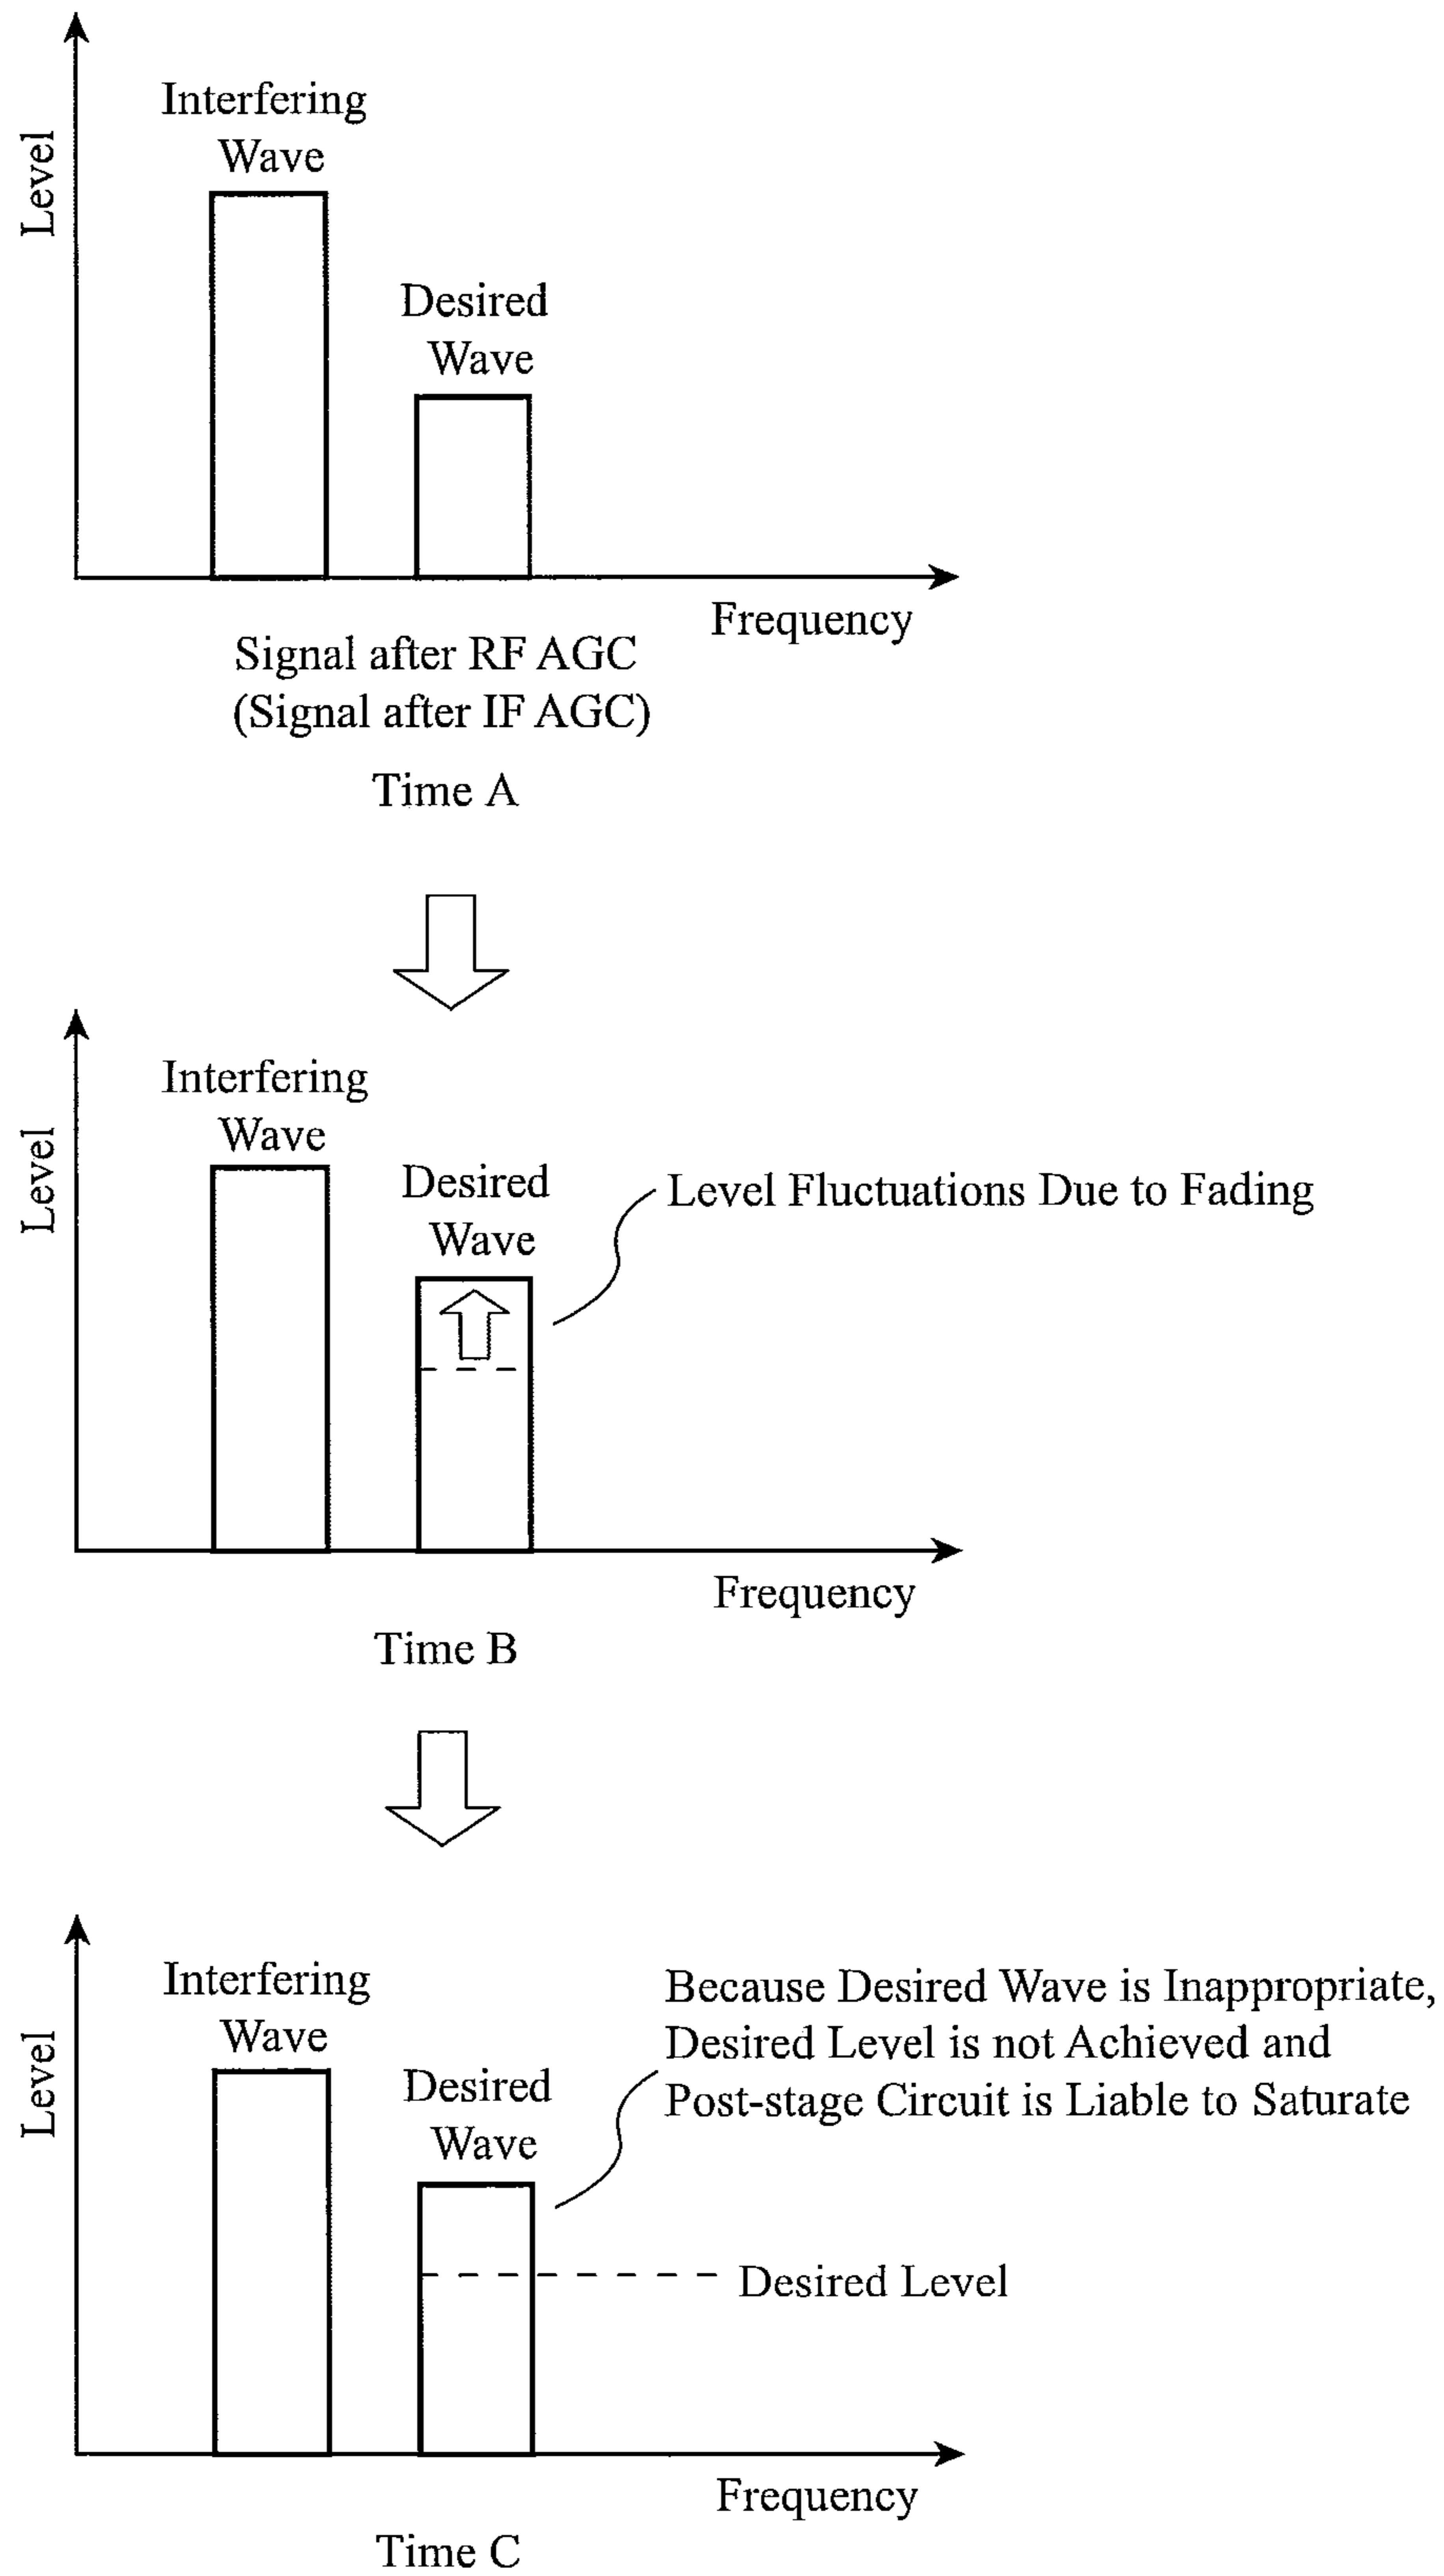 Level
Interfering
Wave
Desired
Wave
Frequency
Signal after RF AGC
(Signal after IF AGC)
Time A
Level
Interfering
Wave
Desired
Wave
Level Fluctuations Due to Fading
Frequency
Time B
Level
Interfering
Wave
Desired
Wave
Because Desired Wave is Inappropriate,
Desired Level is not Achieved and
Post-stage Circuit is Liable to Saturate
Desired Level
Frequency
Time C